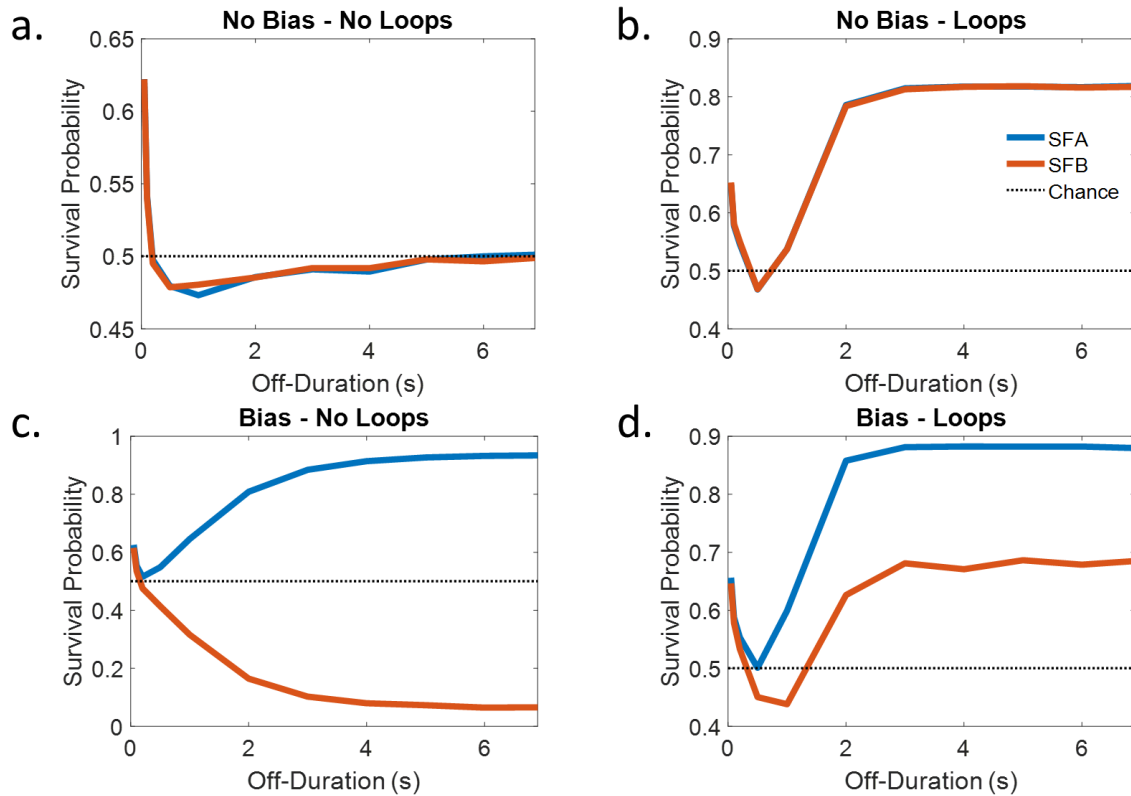 a.
No Bias - No Loops
Survival Probability
0.65
0.6
0.55
0.5
0.45
0
2
4
6
Off-Duration (s)
b.
No Bias - Loops
Survival Probability
0.9
0.8
0.7
0.6
0.5
0.4
SFA
SFB
Chance
0
2
4
6
Off-Duration (s)
c.
Bias - No Loops
Survival Probability
1
0.8
0.6
0.4
0.2
0
0
2
4
6
Off-Duration (s)
d.
Bias - Loops
Survival Probability
0.9
0.8
0.7
0.6
0.5
0.4
0
2
4
6
Off-Duration (s)